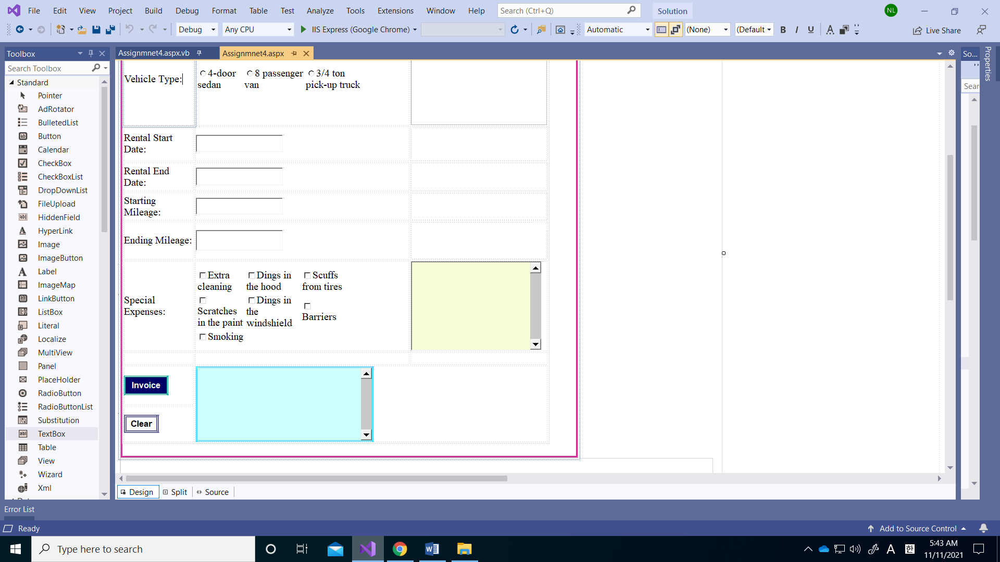 File Edit View Project Build Debug Format Table Test Analyze Tools Extensions Window Help Search (Ctrl+Q) Solution NL
Debug Any CPU IIS Express (Google Chrome) Automatic (None) (Default B I U A Live Share
Toolbox
Assignmnet4.aspx.vb Assignmnet4.aspx So... Properties
Search Toolbox
Sear
Standard
Pointer
AdRotator
BulletedList
Button
Calendar
CheckBox
CheckBoxList
DropDownList
FileUpload
HiddenField
HyperLink
Image
ImageButton
Label
ImageMap
LinkButton
ListBox
Literal
Localize
MultiView
Panel
PlaceHolder
RadioButton
RadioButtonList
Substitution
TextBox
Table
View
Wizard
Xml
Vehicle Type:
4-door sedan
8 passenger van
3/4 ton pick-up truck
Rental Start
Date:
Rental End
Date:
Starting
Mileage:
Ending Mileage:
Special
Expenses:
Extra cleaning
Dings in the hood
Scuffs from tires
Scratches in the paint
Dings in the windshield
Barriers
Smoking
Invoice
Clear
Design Split Source
Error List
Ready Add to Source Control
Type here to search
A 한 5:43 AM
11/11/2021